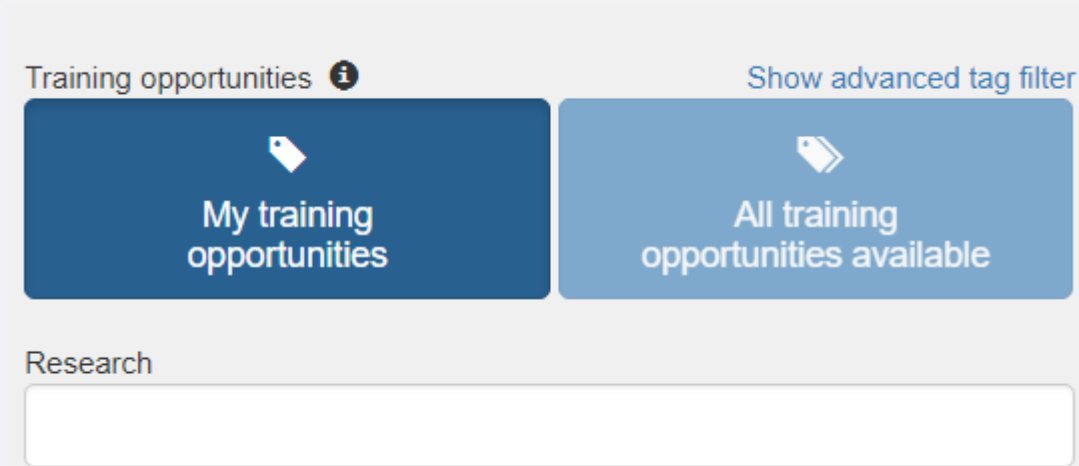 Training opportunities
Show advanced tag filter
My training
opportunities
All training
opportunities available
Research